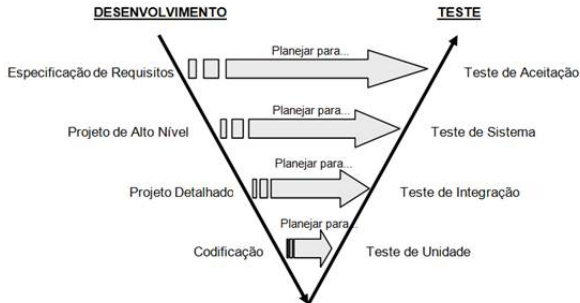 DESENVOLVIMENTO TESTE
Planejar para...
Especificação de Requisitos Teste de Aceitação
Planejar para...
Projeto de Alto Nível Teste de Sistema
Planejar para...
Projeto Detalhado Teste de Integração
Planejar para...
Codificação Teste de Unidade